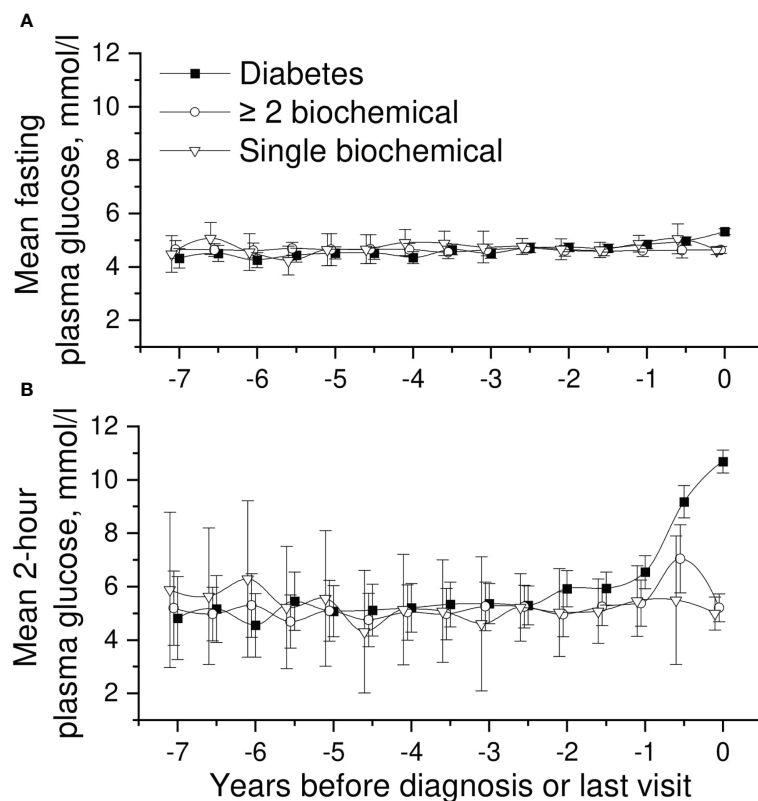 A
Mean fasting
plasma glucose, mmol/l
12
10
8
6
4
2
Diabetes
≥ 2 biochemical
Single biochemical
-7 -6 -5 -4 -3 -2 -1 0
B
Mean 2-hour
plasma glucose, mmol/l
12
10
8
6
4
2
-7 -6 -5 -4 -3 -2 -1 0
Years before diagnosis or last visit